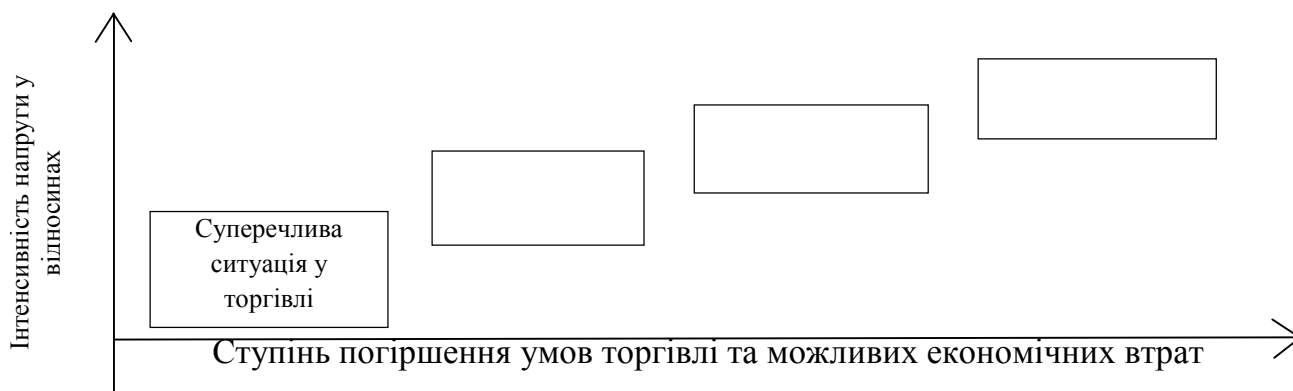 Інтенсивність напруги у
відносинах
Суперечлива
ситуація у
торгівлі
Ступінь погіршення умов торгівлі та можливих економічних втрат